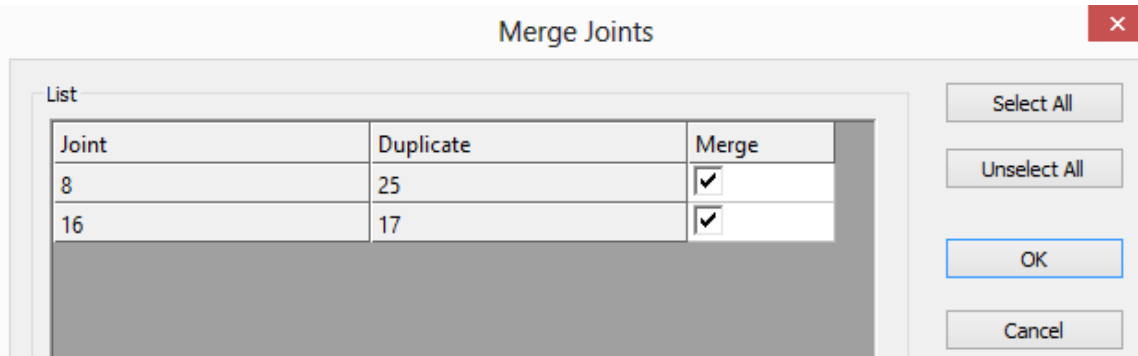 Merge Joints
List
Joint Duplicate Merge
8 25
16 17
Select All
Unselect All
OK
Cancel